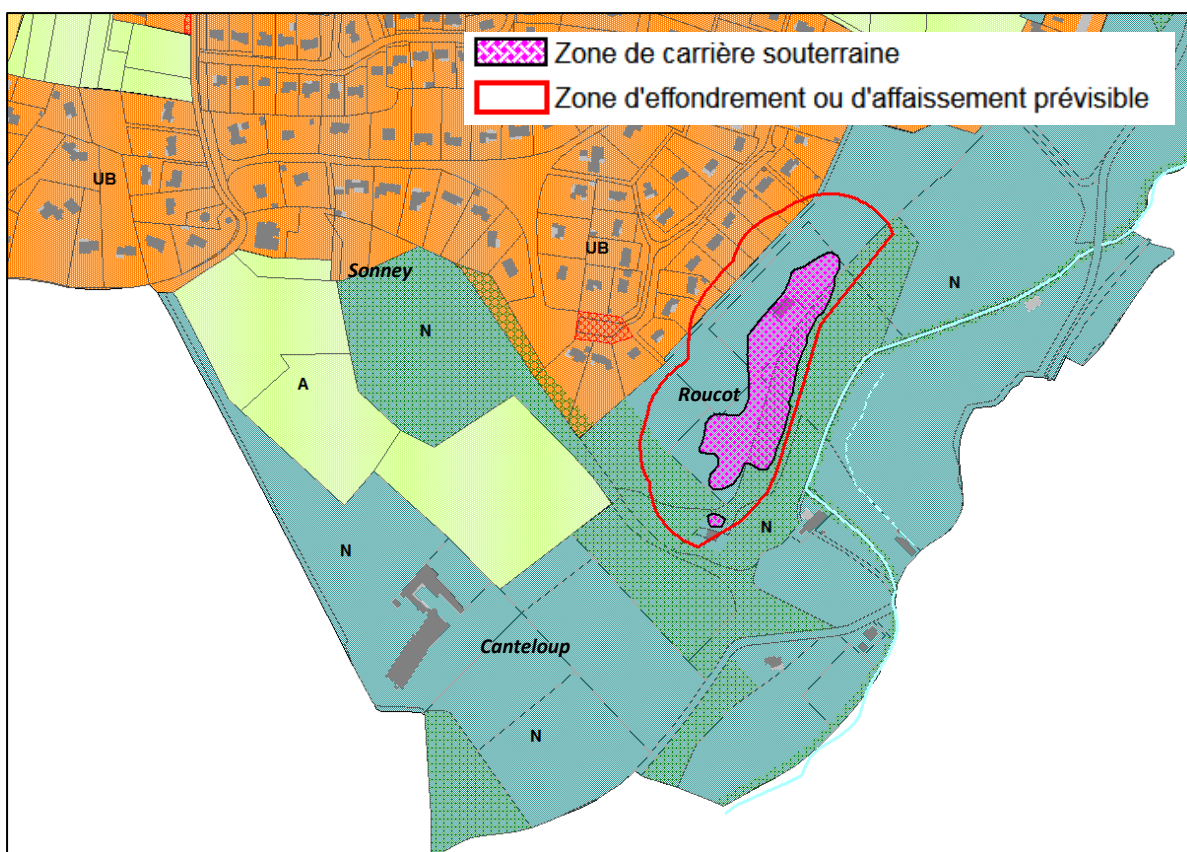 Zone de carrière souterraine
Zone d'effondrement ou d'affaissement prévisible
UB
UB
Sonney
N
N
A
Roucot
N
N
Canteloup
N